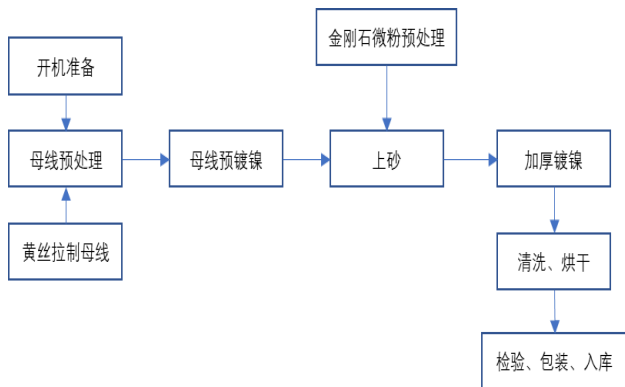 金刚石微粉预处理
开机准备
母线预处理
母线预镀镍
上砂
加厚镀镍
黄丝拉制母线
清洗、烘干
检验、包装、入库